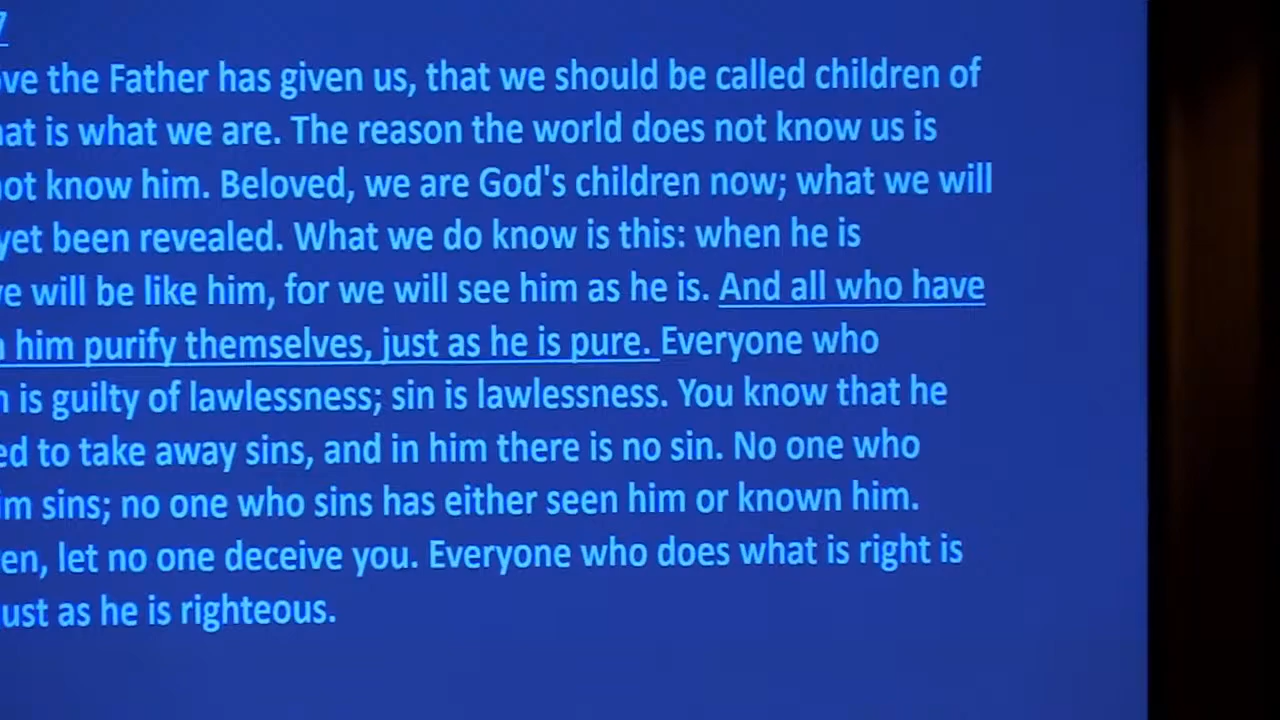 7
ove the Father has given us, that we should be called children of
hat is what we are. The reason the world does not know us is
not know him. Beloved, we are God's children now; what we will
yet been revealed. What we do know is this: when he is
ve will be like him, for we will see him as he is. And all who have
n him purify themselves, just as he is pure. Everyone who
n is guilty of lawlessness; sin is lawlessness. You know that he
ed to take away sins, and in him there is no sin. No one who
im sins; no one who sins has either seen him or known him.
en, let no one deceive you. Everyone who does what is right is
ust as he is righteous.